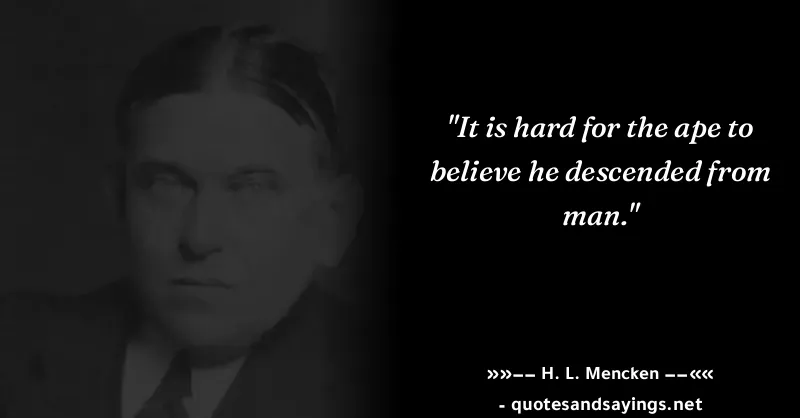 "It is hard for the ape to
believe he descended from
man."
»»–– H. L. Mencken ––««
- quotesandsayings.net